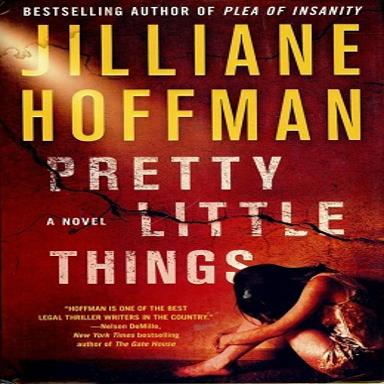 BESTSELLING AUTHOR OF PLEA OF INSANITY
JILLIANE
HOFFMAN
PRETTY
A NOVEL
LITTLE
THINGS
"HOFFMAN IS ONE OF THE BEST
LEGAL THRILLER WRITERS IN THE COUNTRY."
—Nelson DeMille,
New York Times bestselling
author of The Gate House